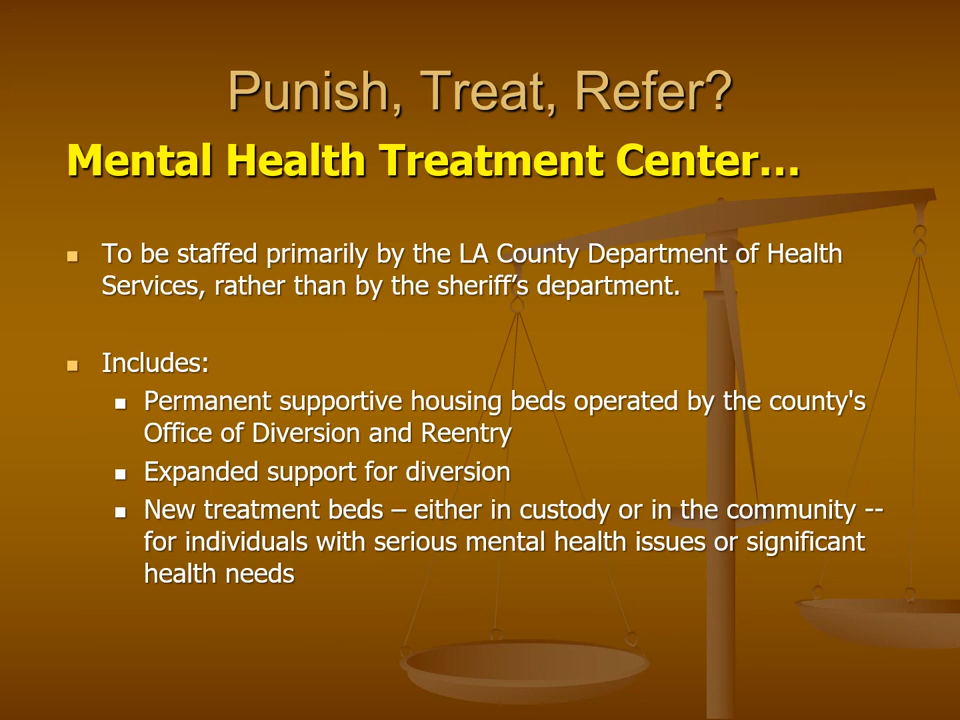 Punish, Treat, Refer?
Mental Health Treatment Center…
To be staffed primarily by the LA County Department of Health
Services, rather than by the sheriff’s department.
Includes:
Permanent supportive housing beds operated by the county's
Office of Diversion and Reentry
Expanded support for diversion
New treatment beds – either in custody or in the community --
for individuals with serious mental health issues or significant
health needs